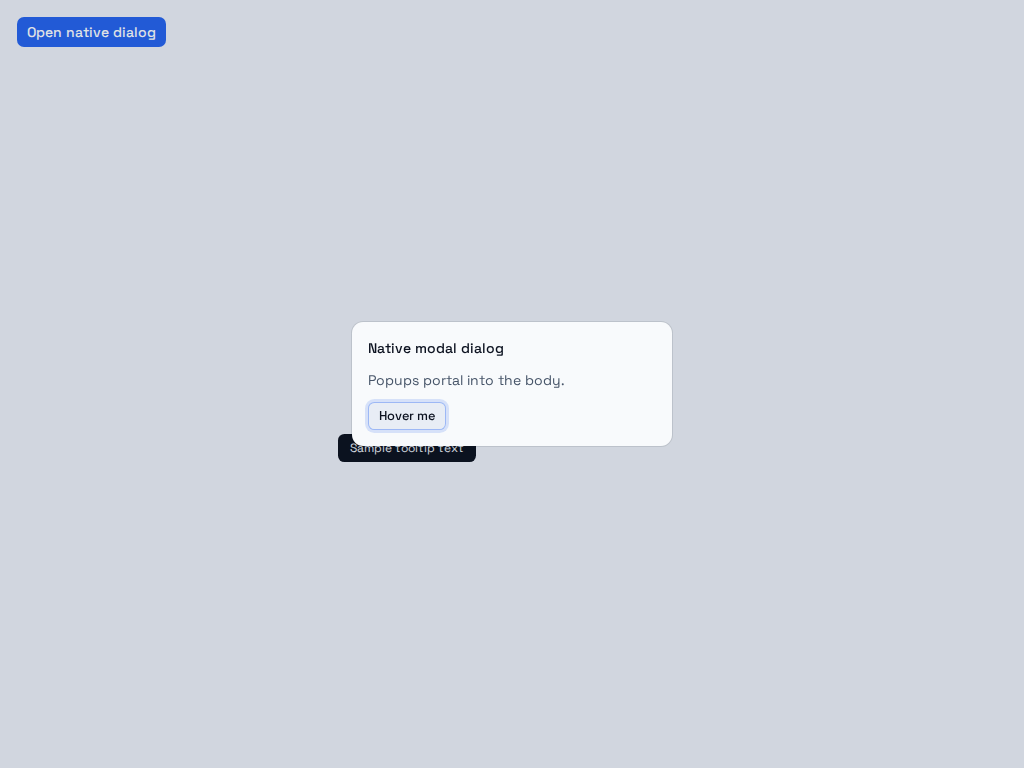 Open native dialog
Native modal dialog
Popups portal into the body.
Hover me
Sample tooltip text